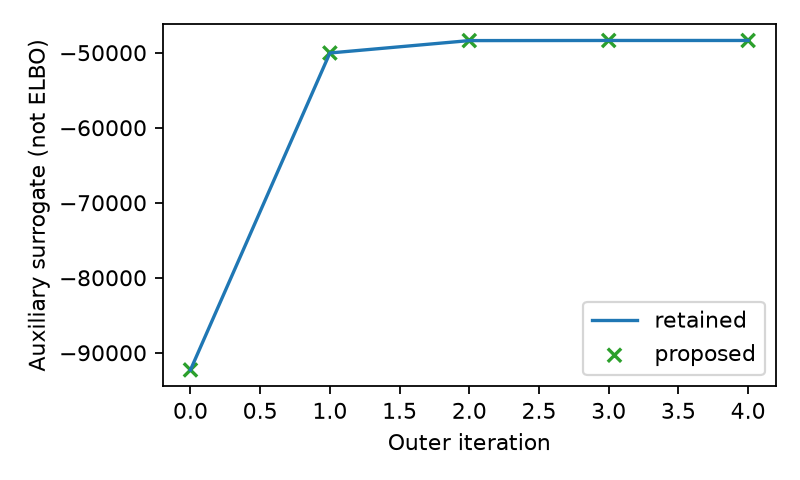 Auxiliary surrogate (not ELBO)
−50000
−60000
−70000
−80000
−90000
retained
proposed
0.0 0.5 1.0 1.5 2.0 2.5 3.0 3.5 4.0
Outer iteration